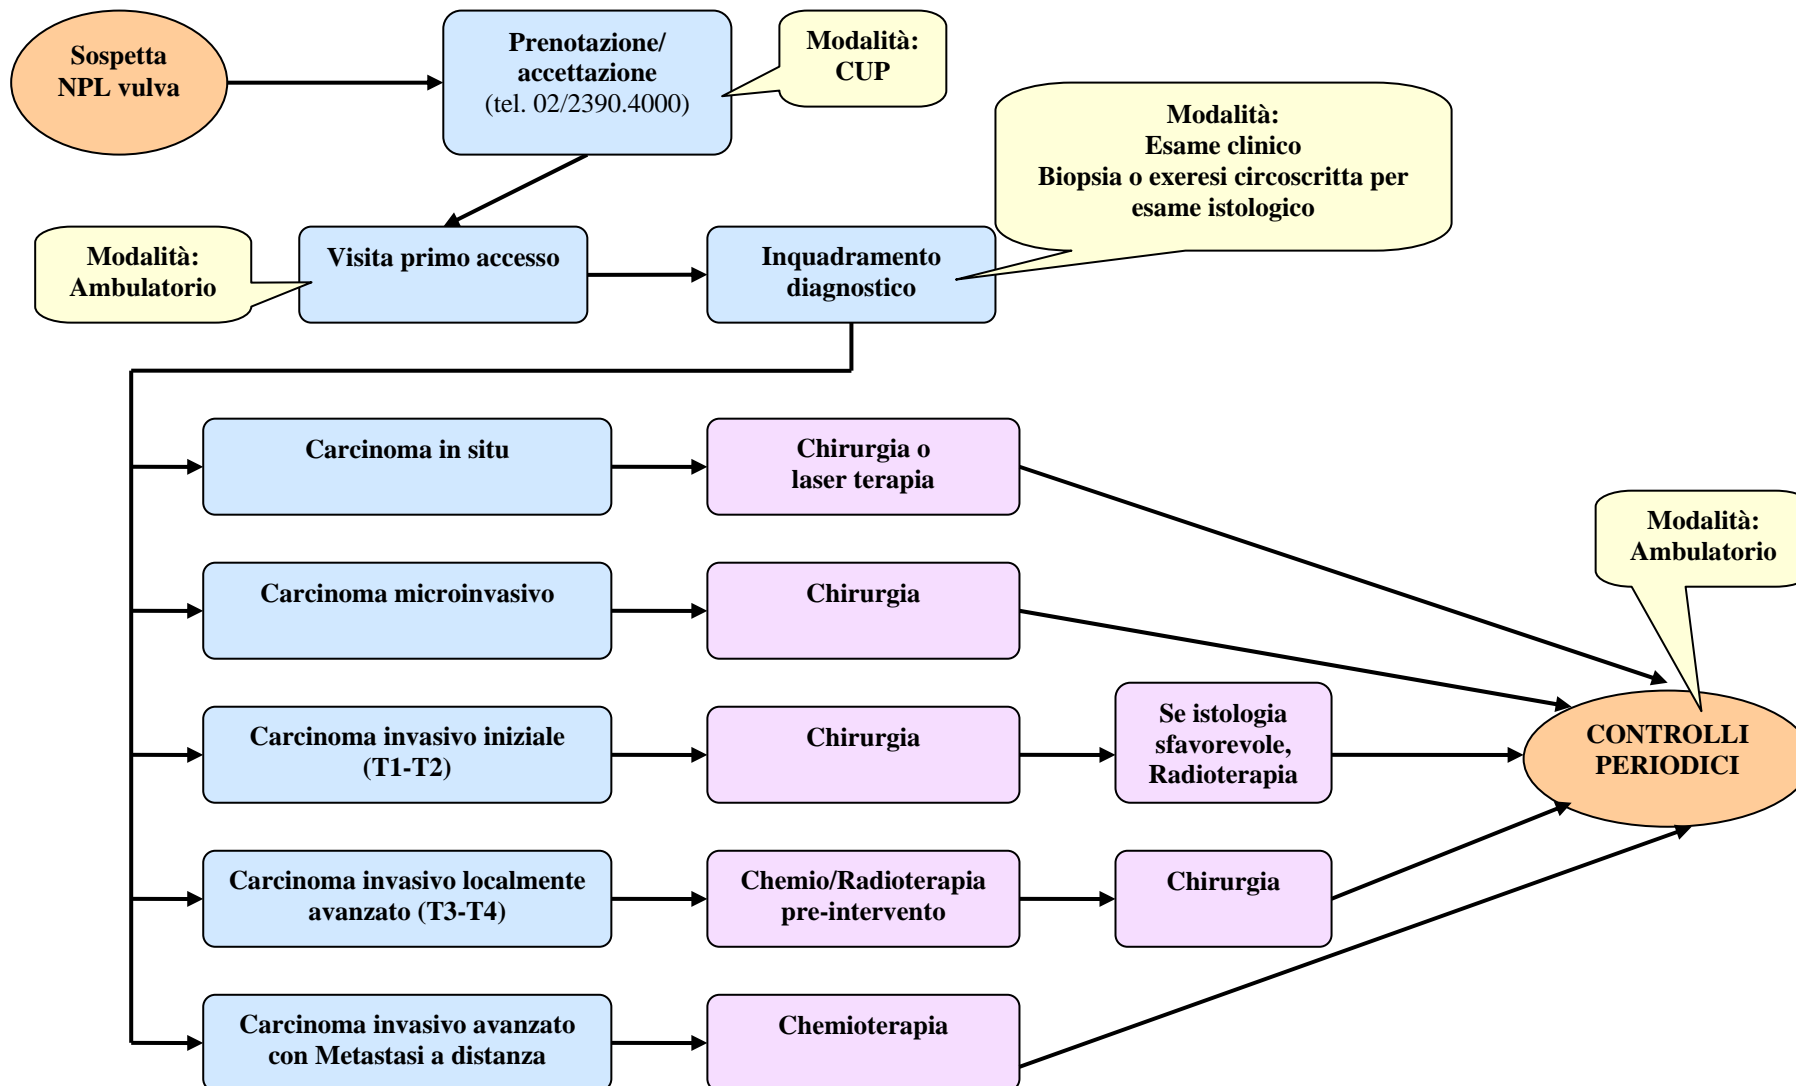 Sospetta
NPL vulva
Prenotazione/
accettazione
(tel. 02/2390.4000)
Modalità:
CUP
Modalità:
Esame clinico
Biopsia o exeresi circoscritta per
esame istologico
Modalità:
Ambulatorio
Visita primo accesso
Inquadramento
diagnostico
Carcinoma in situ
Chirurgia o
laser terapia
Modalità:
Ambulatorio
Carcinoma microinvasivo
Chirurgia
Carcinoma invasivo iniziale
(T1-T2)
Chirurgia
Se istologia
sfavorevole,
Radioterapia
CONTROLLI
PERIODICI
Carcinoma invasivo localmente
avanzato (T3-T4)
Chemio/Radioterapia
pre-intervento
Chirurgia
Carcinoma invasivo avanzato
con Metastasi a distanza
Chemioterapia